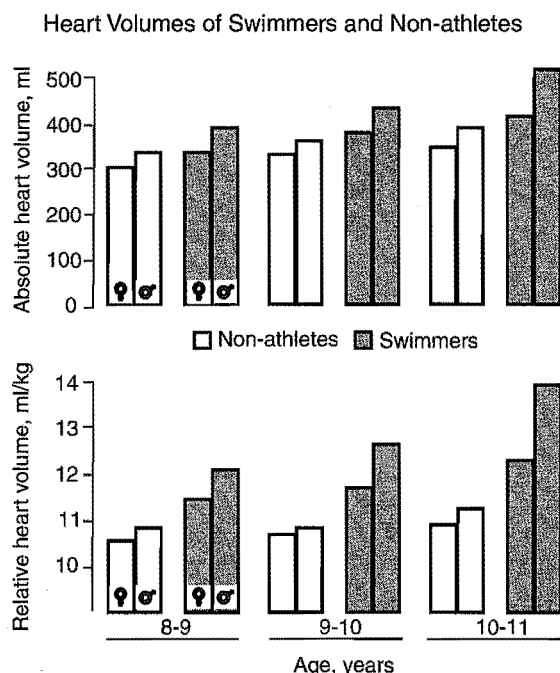 Heart Volumes of Swimmers and Non-athletes
Absolute heart volume, ml
500
400
300
200
100
0
♀ ♂ ♀ ♂
Non-athletes Swimmers
Relative heart volume, ml/kg
14
13
12
11
10
♀ ♂ ♀ ♂
8-9 9-10 10-11
Age, years